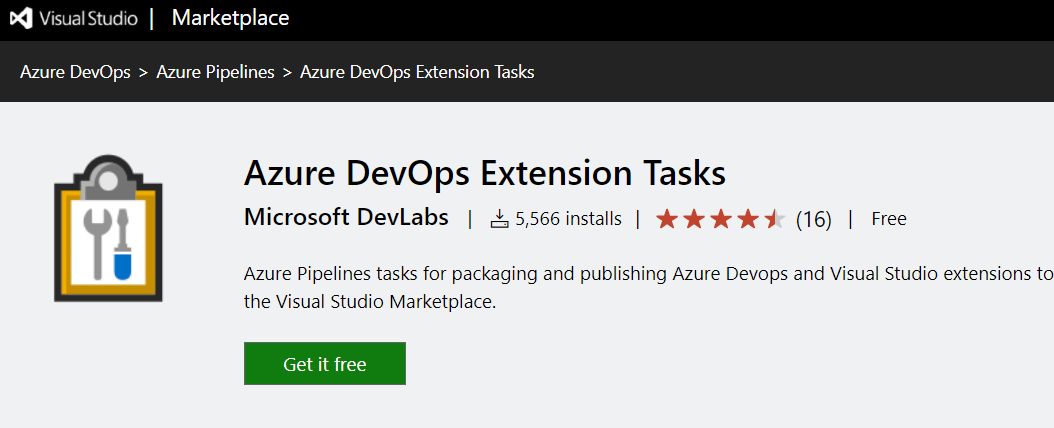 Visual Studio | Marketplace
Azure DevOps > Azure Pipelines > Azure DevOps Extension Tasks
Azure DevOps Extension Tasks
Microsoft DevLabs | 5,566 installs | (16) | Free
Azure Pipelines tasks for packaging and publishing Azure Devops and Visual Studio extensions to
the Visual Studio Marketplace.
Get it free